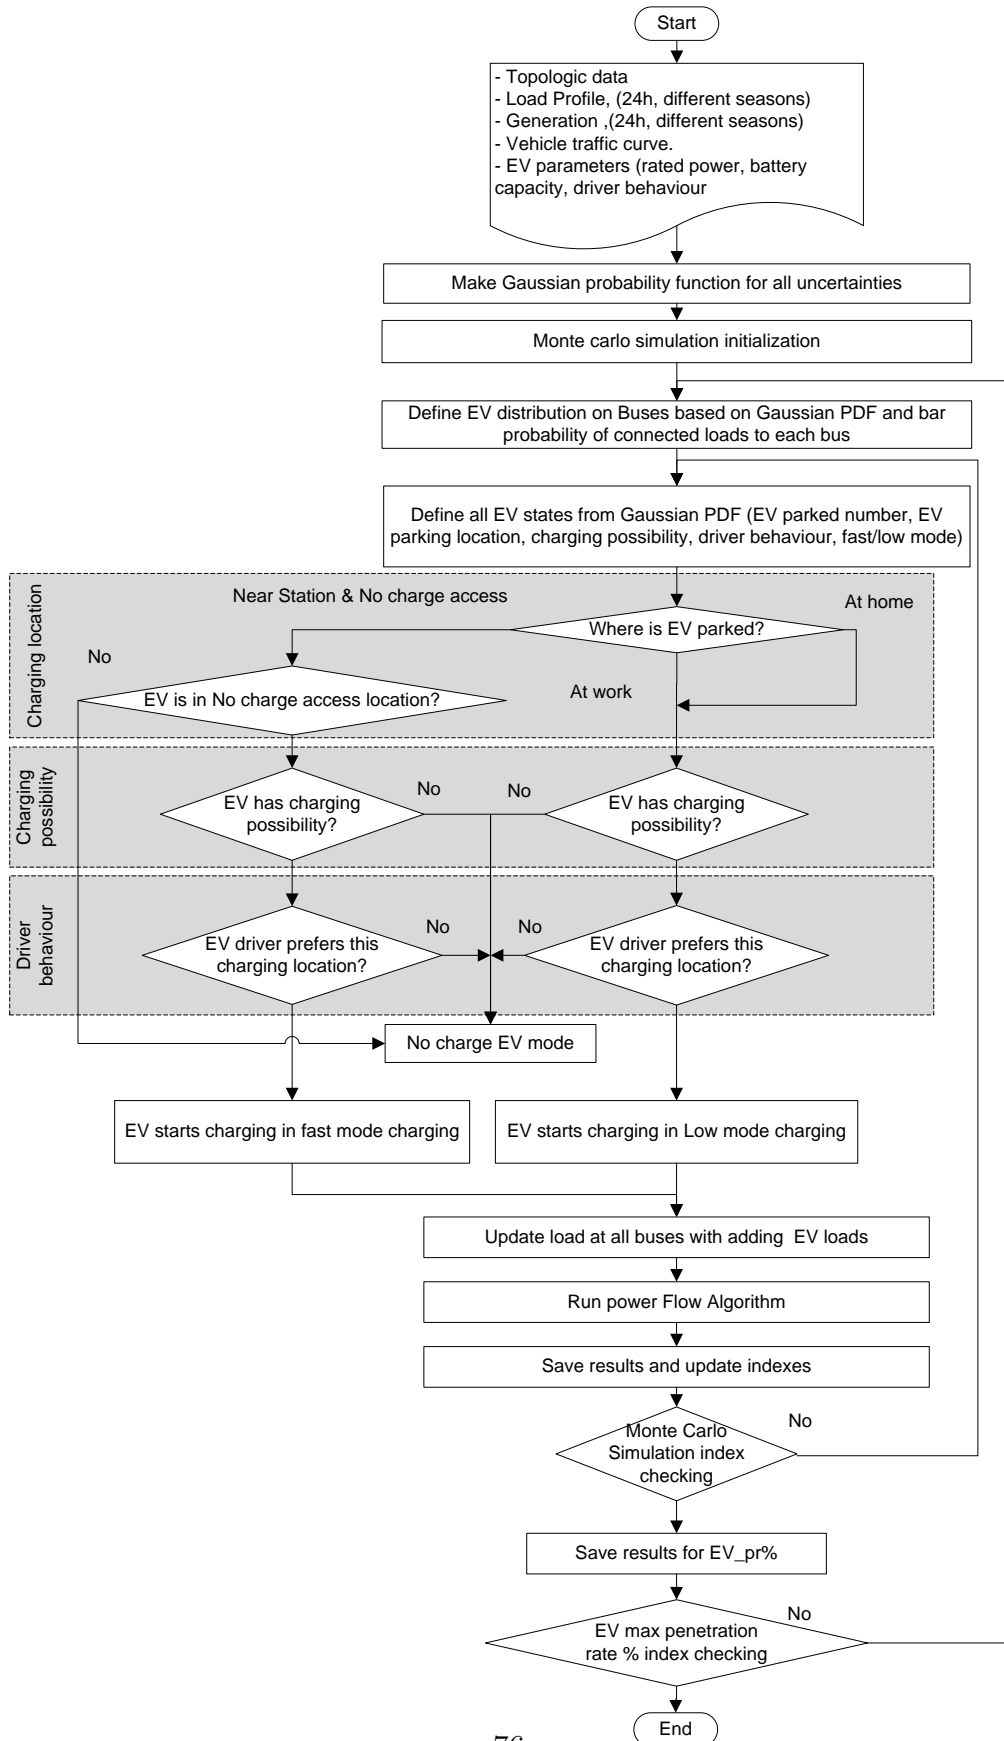 Start
- Topologic data
- Load Profile, (24h, different seasons)
- Generation ,(24h, different seasons)
- Vehicle traffic curve.
- EV parameters (rated power, battery
capacity, driver behaviour
Make Gaussian probability function for all uncertainties
Monte carlo simulation initialization
Define EV distribution on Buses based on Gaussian PDF and bar
probability of connected loads to each bus
Define all EV states from Gaussian PDF (EV parked number, EV
parking location, charging possibility, driver behaviour, fast/low mode)
Charging location
Near Station & No charge access
At home
Where is EV parked?
No
EV is in No charge access location?
At work
Charging
possibility
EV has charging
possibility?
No
No
EV has charging
possibility?
Driver
behaviour
EV driver prefers this
charging location?
No
No
EV driver prefers this
charging location?
No charge EV mode
EV starts charging in fast mode charging
EV starts charging in Low mode charging
Update load at all buses with adding EV loads
Run power Flow Algorithm
Save results and update indexes
Monte Carlo
Simulation index
checking
No
Save results for EV_pr%
EV max penetration
rate % index checking
No
End